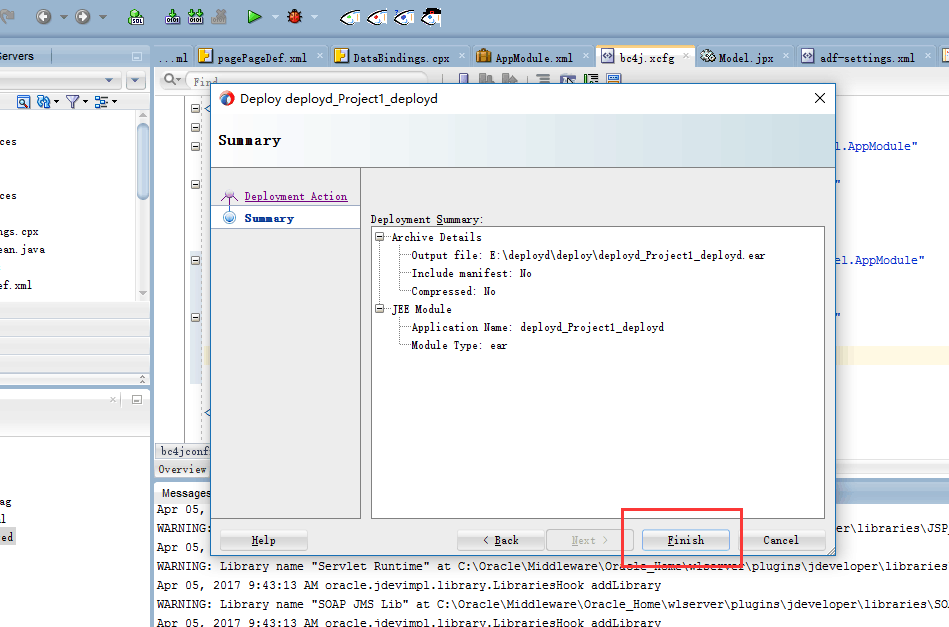 SQL
Servers
...ml
pagePageDef.xml
DataBindings.cpx
AppModule.xml
bc4j.xcfg
Model.jpx
adf-settings.xml
Find
ces
ces
ngs.cpx
ean.java
ef.xml
ag
l
ed
l.AppModule"
"
el.AppModule"
"
Deploy deployd_Project1_deployd
Summary
Deployment Action
Summary
Deployment Summary:
Archive Details
Output file: E:\deployd\deploy\deployd_Project1_deployd.ear
Include manifest: No
Compressed: No
JEE Module
Application Name: deployd_Project1_deployd
Module Type: ear
Help
< Back
Next >
Finish
Cancel
bc4jconf
Overview
Messages
Apr 05,
WARNING: er\libraries\JSP
Apr 05,
WARNING: Library name "Servlet Runtime" at C:\Oracle\Middleware\Oracle_Home\wlserver\plugins\jdeveloper\libraries
Apr 05, 2017 9:43:13 AM oracle.jdevimpl.library.LibrariesHook addLibrary
WARNING: Library name "SOAP JMS Lib" at C:\Oracle\Middleware\Oracle_Home\wlserver\plugins\jdeveloper\libraries\SO
Apr 05, 2017 9:43:13 AM oracle.jdevimpl.library.LibrariesHook addLibrary